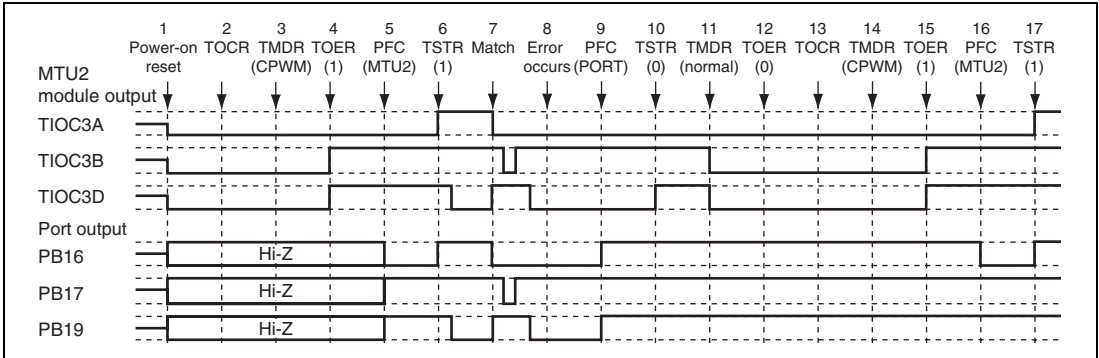 1 2 3 4 5 6 7 8 9 10 11 12 13 14 15 16 17
Power-on TOCR TMDR TOER PFC TSTR Match Error PFC TSTR TMDR TOER TOCR TMDR TOER PFC TSTR
reset (CPWM) (1) (MTU2) (1) occurs (PORT) (0) (normal) (0) (CPWM) (1) (MTU2) (1)
MTU2
module output
TIOC3A
TIOC3B
TIOC3D
Port output
PB16 Hi-Z
PB17 Hi-Z
PB19 Hi-Z